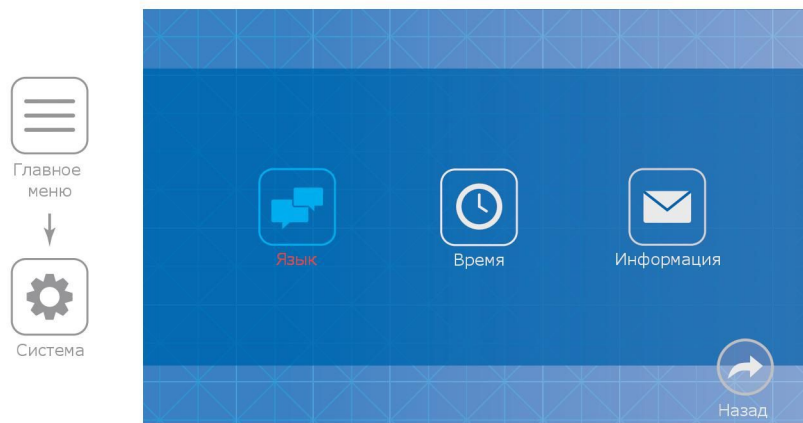 Главное
меню
Система
Язык
Время
Информация
Назад